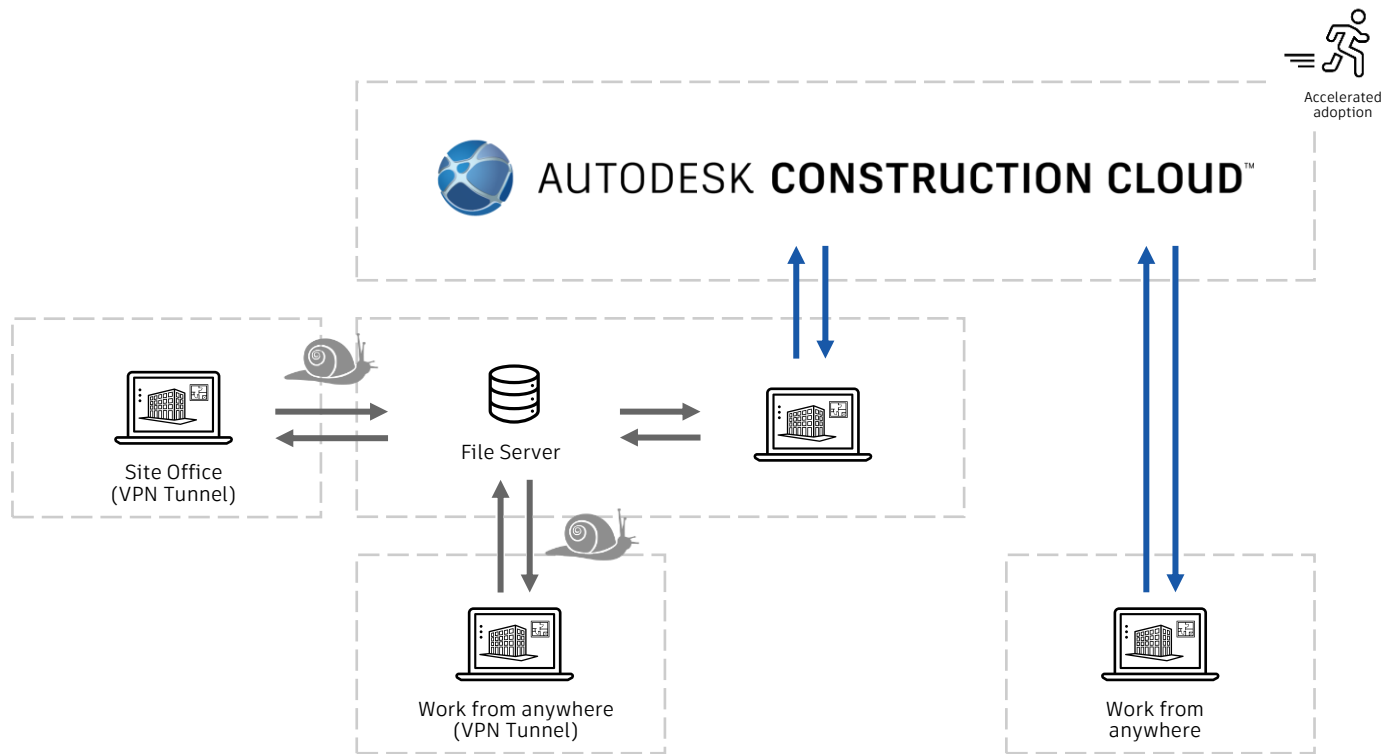 Accelerated
adoption
AUTODESK CONSTRUCTION CLOUD™
File Server
Site Office
(VPN Tunnel)
Work from anywhere
(VPN Tunnel)
Work from
anywhere